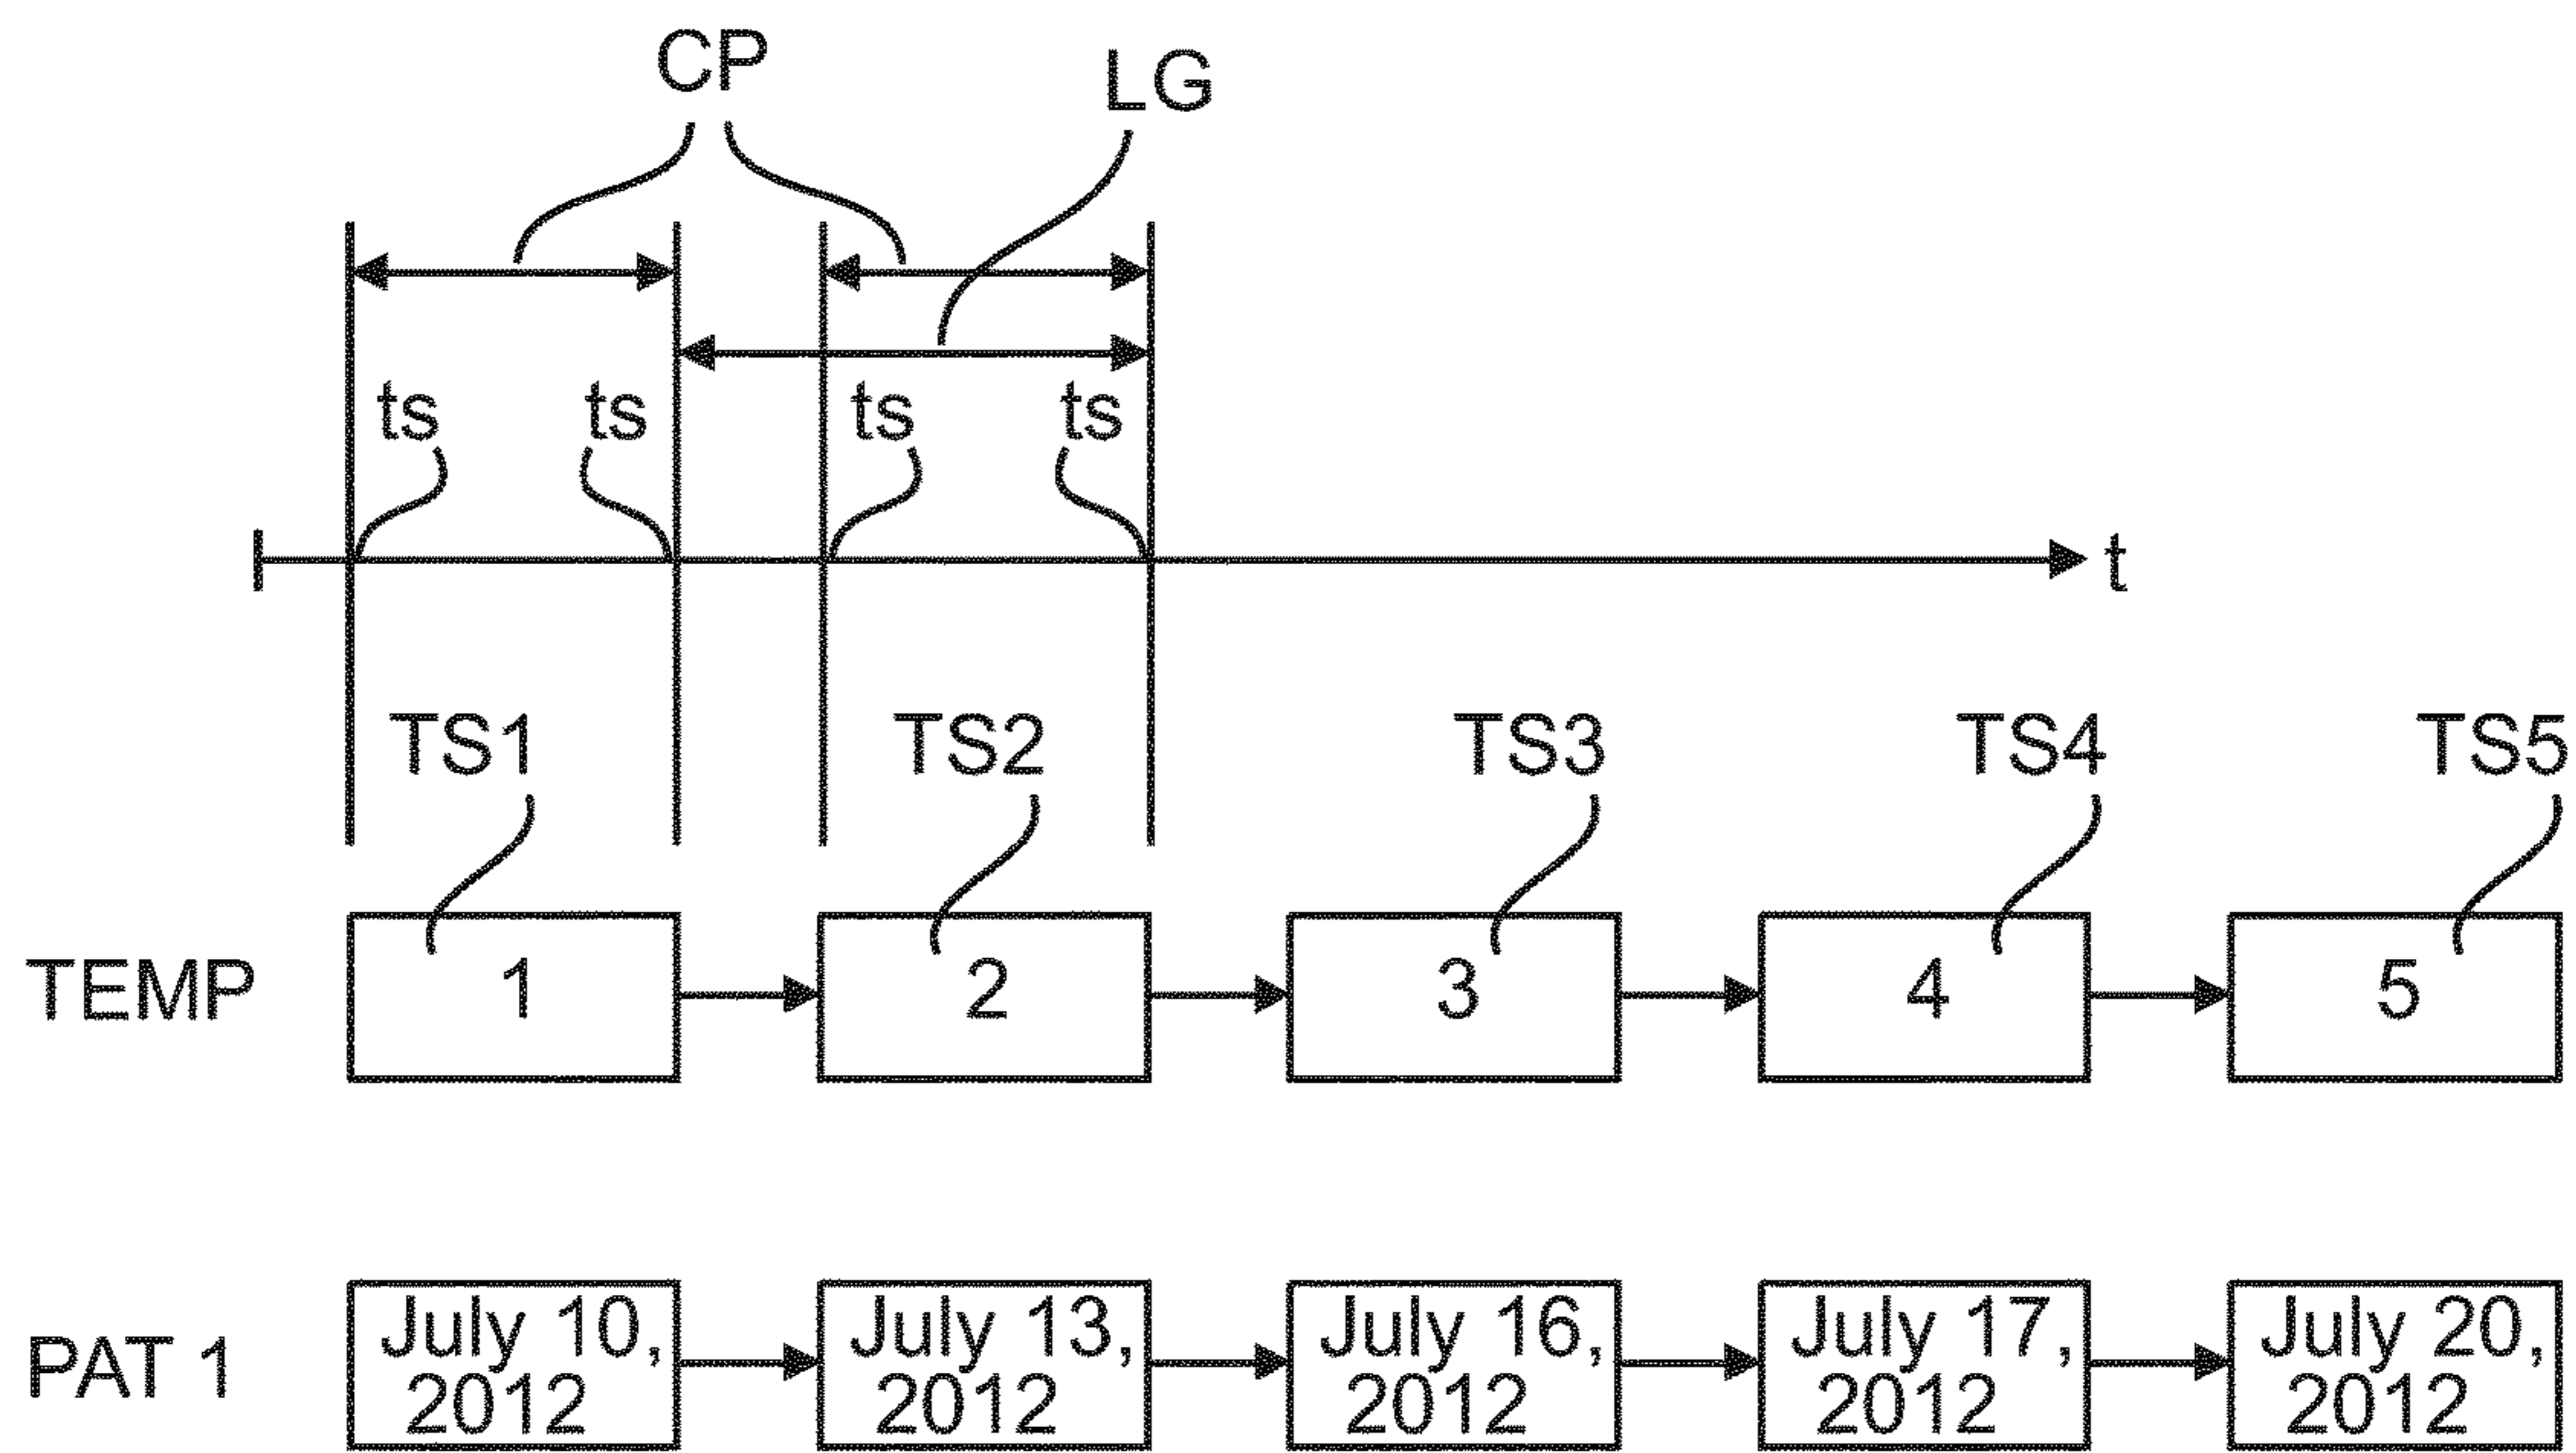 CP
LG
ts ts ts ts
t
TS1 TS2 TS3 TS4 TS5
TEMP 1 2 3 4 5
PAT 1
July 10,
2012
July 13,
2012
July 16,
2012
July 17,
2012
July 20,
2012